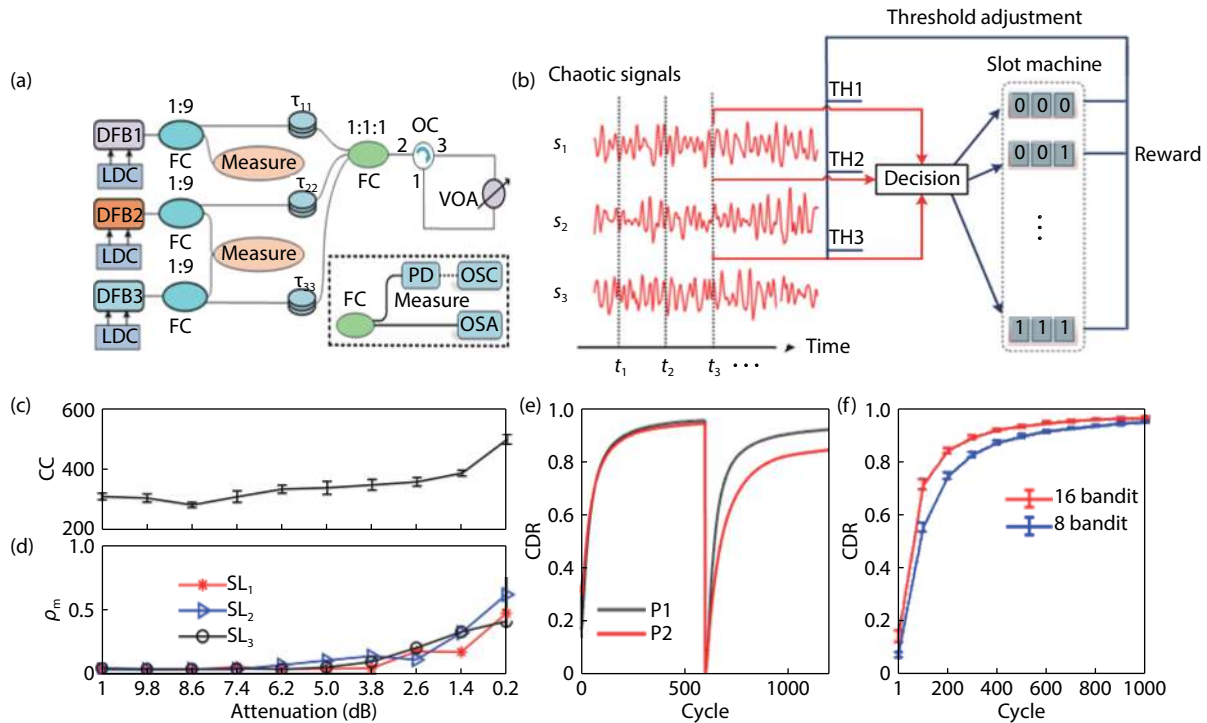 (a)
1:9
DFB1
LDC
FC
Measure
τ11
1:9
DFB2
LDC
FC
τ22
Measure
1:9
DFB3
LDC
FC
τ33
1:1:1
FC
OC
2 3
1
VOA
FC
PD
OSC
Measure
OSA
(b)
Threshold adjustment
Chaotic signals
Slot machine
s1
s2
s3
TH1
TH2
TH3
Decision
0 0 0
0 0 1
1 1 1
Reward
Time
t1 t2 t3 ···
(c)
600
400
200
CC
(d)
1.0
0.5
0
ρm
SL1
SL2
SL3
1 9.8 8.6 7.4 6.2 5.0 3.8 2.6 1.4 0.2
Attenuation (dB)
(e)
1.0
0.8
0.6
0.4
0.2
0
CDR
P1
P2
0 500 1000
Cycle
(f)
1.0
0.8
0.6
0.4
0.2
0
CDR
16 bandit
8 bandit
1 200 400 600 800 1000
Cycle